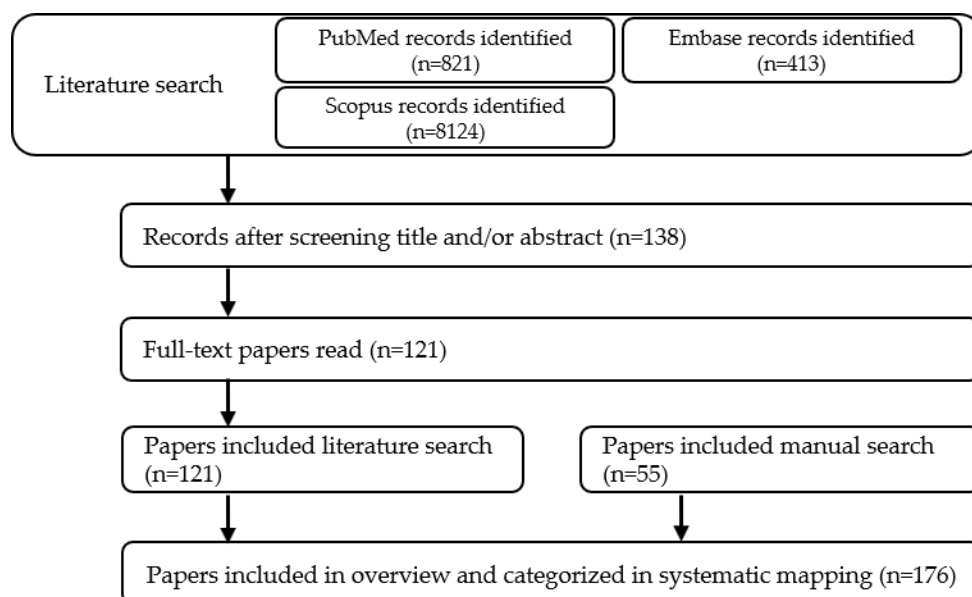 Literature search
PubMed records identified
(n=821)
Embase records identified
(n=413)
Scopus records identified
(n=8124)
Records after screening title and/or abstract (n=138)
Full-text papers read (n=121)
Papers included literature search
(n=121)
Papers included manual search
(n=55)
Papers included in overview and categorized in systematic mapping (n=176)